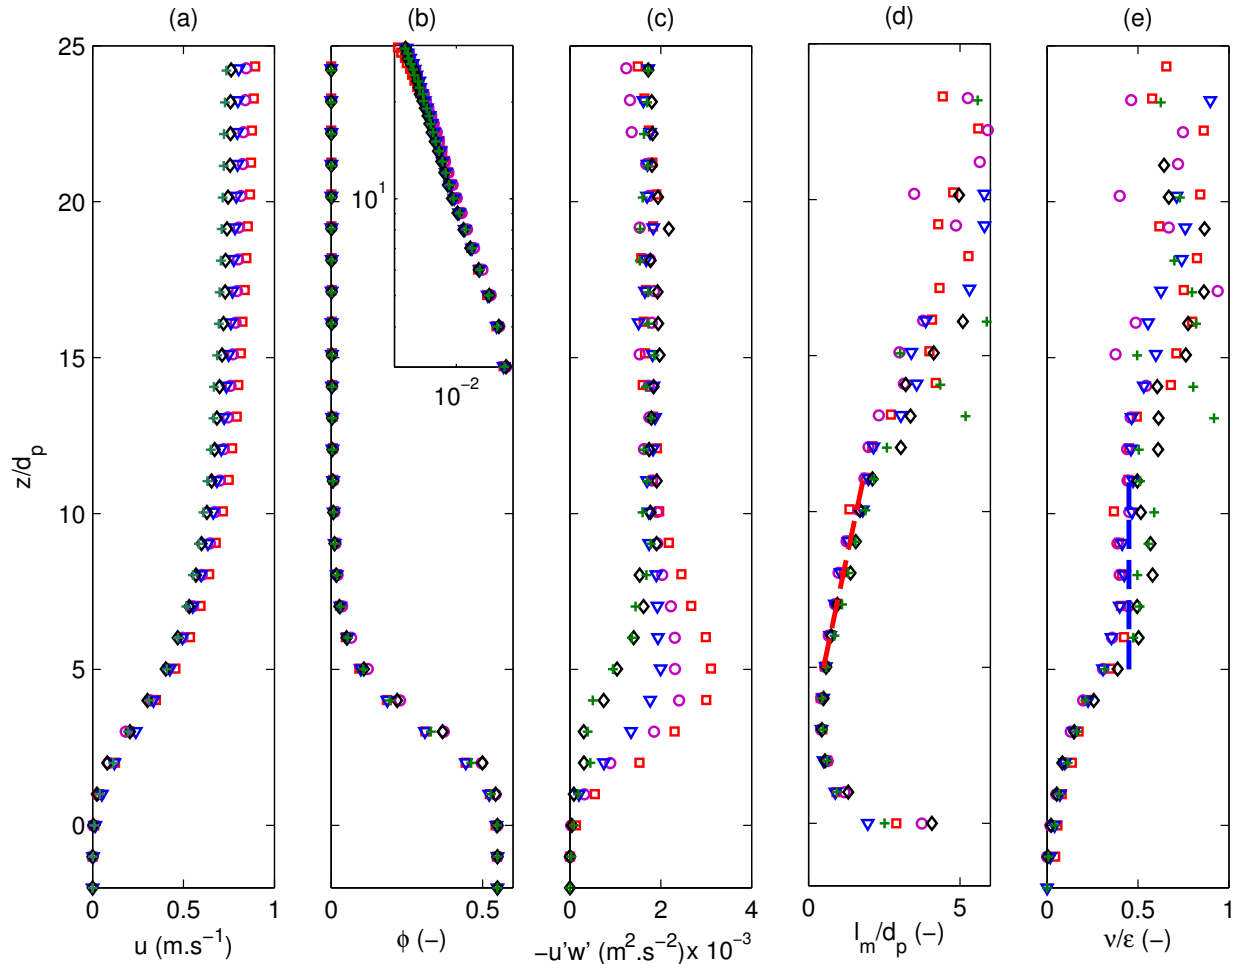 (a) (b) (c) (d) (e)
25
20
15
10
5
0
z/d_p
10^1
10^−2
0 0.5 1
0 0.5
0 2 4
0 5
0 0.5 1
u (m.s^−1)
ϕ (−)
−u'w' (m^2.s^−2)× 10^−3
l_m/d_p (−)
ν/ε (−)